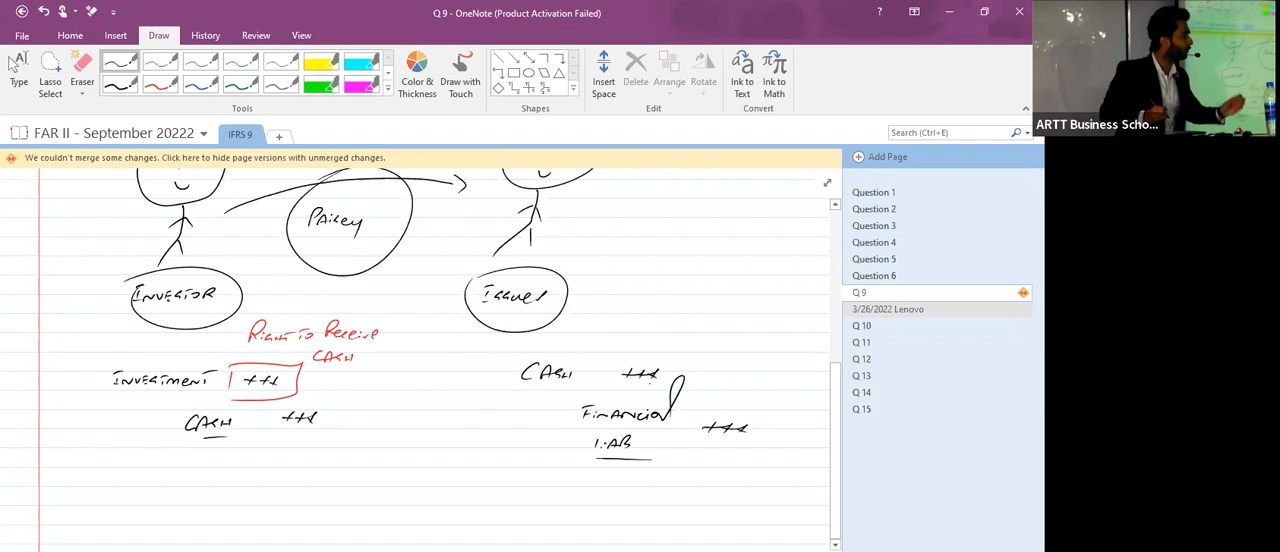 Q 9 - OneNote (Product Activation Failed)
?
File
Home
Insert
Draw
History
Review
View
Type
Lasso
Select
Eraser
Color &
Thickness
Draw with
Touch
Insert
Space
Delete
Arrange
Rotate
Ink to
Text
Ink to
Math
Tools
Shapes
Edit
Convert
ARTT Business Scho...
FAR II - September 20222
IFRS 9
Search (Ctrl+E)
We couldn't merge some changes. Click here to hide page versions with unmerged changes.
Add Page
Question 1
Question 2
Question 3
Question 4
Question 5
Question 6
Q 9
3/26/2022 Lenovo
Q 10
Q 11
Q 12
Q 13
Q 14
Q 15
INVESTOR
Issuer
RIGHT TO RECEIVE
CASH
INVESTMENT +++
CASH +++
CASH +++
FINANCIAL
LIAB +++